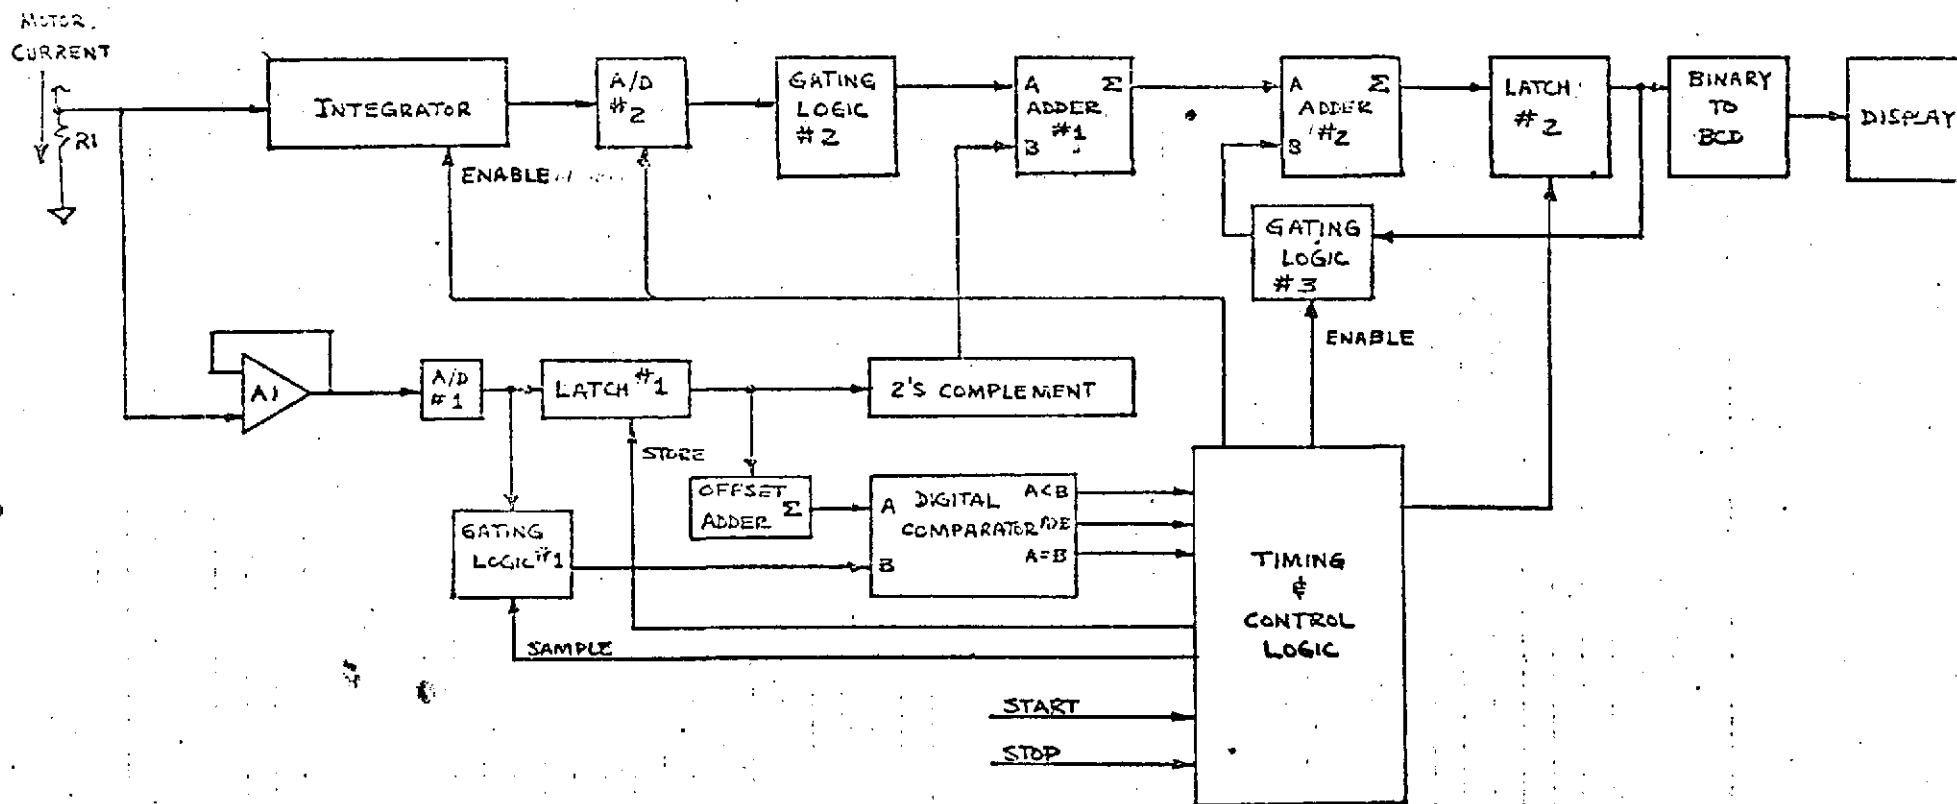 MOTOR
CURRENT
R1
INTEGRATOR
ENABLE
A/D
#2
GATING
LOGIC
#2
A Σ
ADDER
#1
B
A Σ
ADDER
#2
B
LATCH
#2
BINARY
TO
BCD
DISPLAY
GATING
LOGIC
#3
ENABLE
A1
A/D
#1
LATCH #1
2'S COMPLEMENT
STORE
OFFSET
ADDER Σ
A DIGITAL A<B
COMPARATOR
A=B
B
GATING
LOGIC #1
SAMPLE
TIMING
&
CONTROL
LOGIC
START
STOP